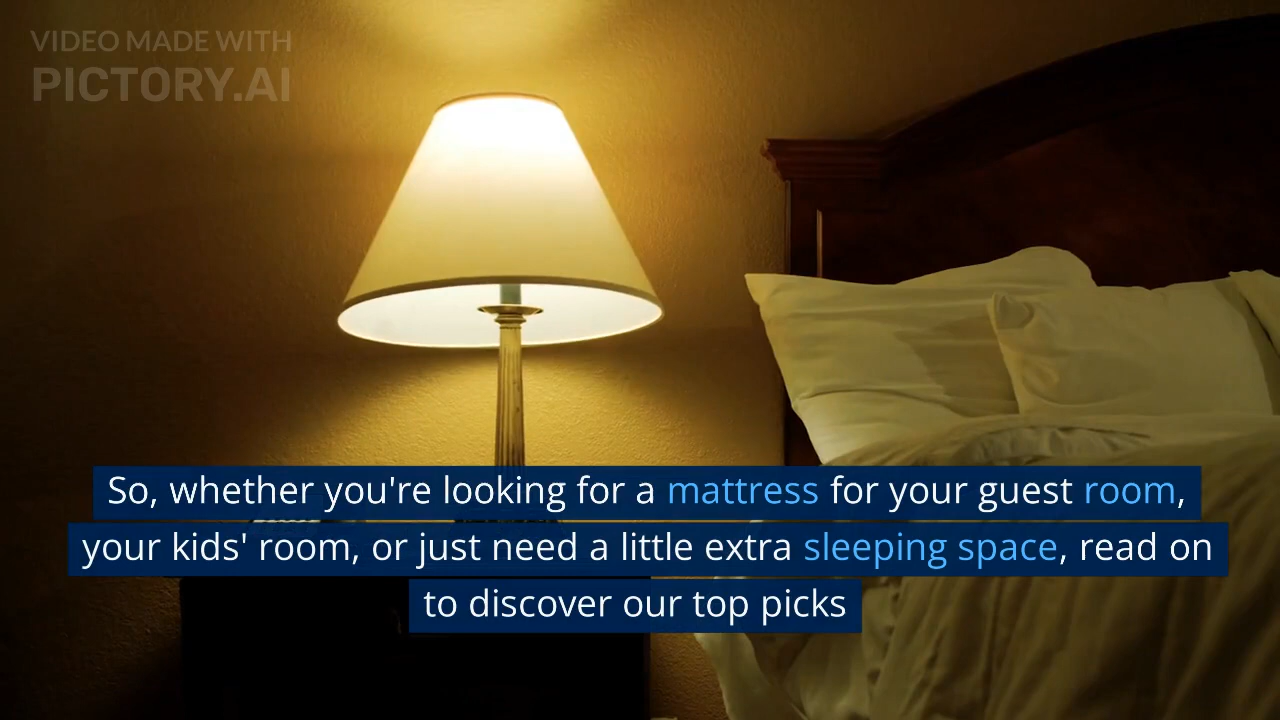 VIDEO MADE WITH
PICTORY.AI
So, whether you're looking for a mattress for your guest room,
your kids' room, or just need a little extra sleeping space, read on
to discover our top picks